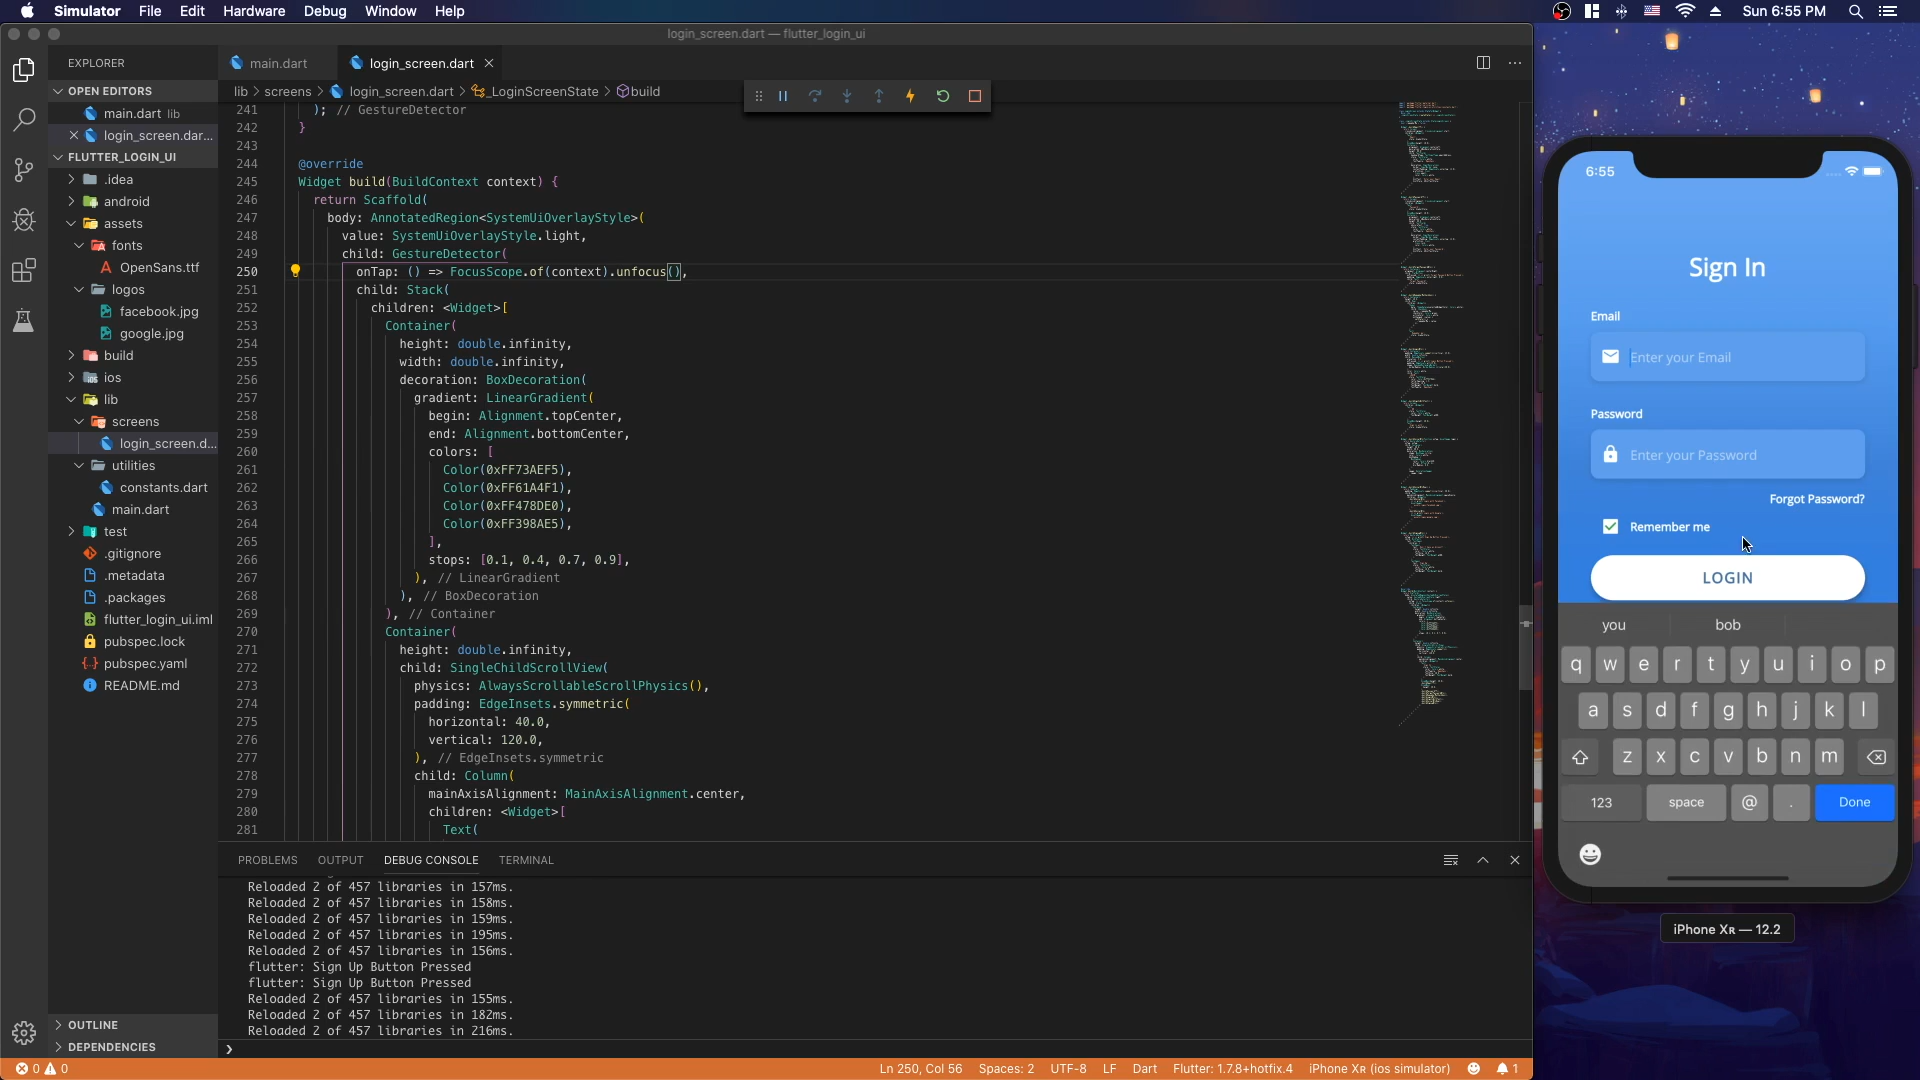 Simulator File Edit Hardware Debug Window Help
Sun 6:55 PM
login_screen.dart — flutter_login_ui
EXPLORER
main.dart
login_screen.dart
OPEN EDITORS
main.dart lib
login_screen.dar...
FLUTTER_LOGIN_UI
.idea
android
assets
fonts
OpenSans.ttf
logos
facebook.jpg
google.jpg
build
ios
lib
screens
login_screen.d...
utilities
constants.dart
main.dart
test
.gitignore
.metadata
.packages
flutter_login_ui.iml
pubspec.lock
pubspec.yaml
README.md
OUTLINE
DEPENDENCIES
lib > screens > login_screen.dart > _LoginScreenState > build
241 ); // GestureDetector
242 }
243
244 @override
245 Widget build(BuildContext context) {
246 return Scaffold(
247 body: AnnotatedRegion<SystemUiOverlayStyle>(
248 value: SystemUiOverlayStyle.light,
249 child: GestureDetector(
250 onTap: () => FocusScope.of(context).unfocus(),
251 child: Stack(
252 children: <Widget>[
253 Container(
254 height: double.infinity,
255 width: double.infinity,
256 decoration: BoxDecoration(
257 gradient: LinearGradient(
258 begin: Alignment.topCenter,
259 end: Alignment.bottomCenter,
260 colors: [
261 Color(0xFF73AEF5),
262 Color(0xFF61A4F1),
263 Color(0xFF478DE0),
264 Color(0xFF398AE5),
265 ],
266 stops: [0.1, 0.4, 0.7, 0.9],
267 ), // LinearGradient
268 ), // BoxDecoration
269 ), // Container
270 Container(
271 height: double.infinity,
272 child: SingleChildScrollView(
273 physics: AlwaysScrollableScrollPhysics(),
274 padding: EdgeInsets.symmetric(
275 horizontal: 40.0,
276 vertical: 120.0,
277 ), // EdgeInsets.symmetric
278 child: Column(
279 mainAxisAlignment: MainAxisAlignment.center,
280 children: <Widget>[
281 Text(
PROBLEMS OUTPUT DEBUG CONSOLE TERMINAL
Reloaded 2 of 457 libraries in 157ms.
Reloaded 2 of 457 libraries in 158ms.
Reloaded 2 of 457 libraries in 159ms.
Reloaded 2 of 457 libraries in 195ms.
Reloaded 2 of 457 libraries in 156ms.
flutter: Sign Up Button Pressed
flutter: Sign Up Button Pressed
Reloaded 2 of 457 libraries in 155ms.
Reloaded 2 of 457 libraries in 182ms.
Reloaded 2 of 457 libraries in 216ms.
0 0
Ln 250, Col 56 Spaces: 2 UTF-8 LF Dart Flutter: 1.7.8+hotfix.4 iPhone Xʀ (ios simulator) 1
6:55
Sign In
Email
Enter your Email
Password
Enter your Password
Forgot Password?
Remember me
LOGIN
you bob
q w e r t y u i o p
a s d f g h j k l
z x c v b n m
123 space @ . Done
iPhone Xʀ — 12.2